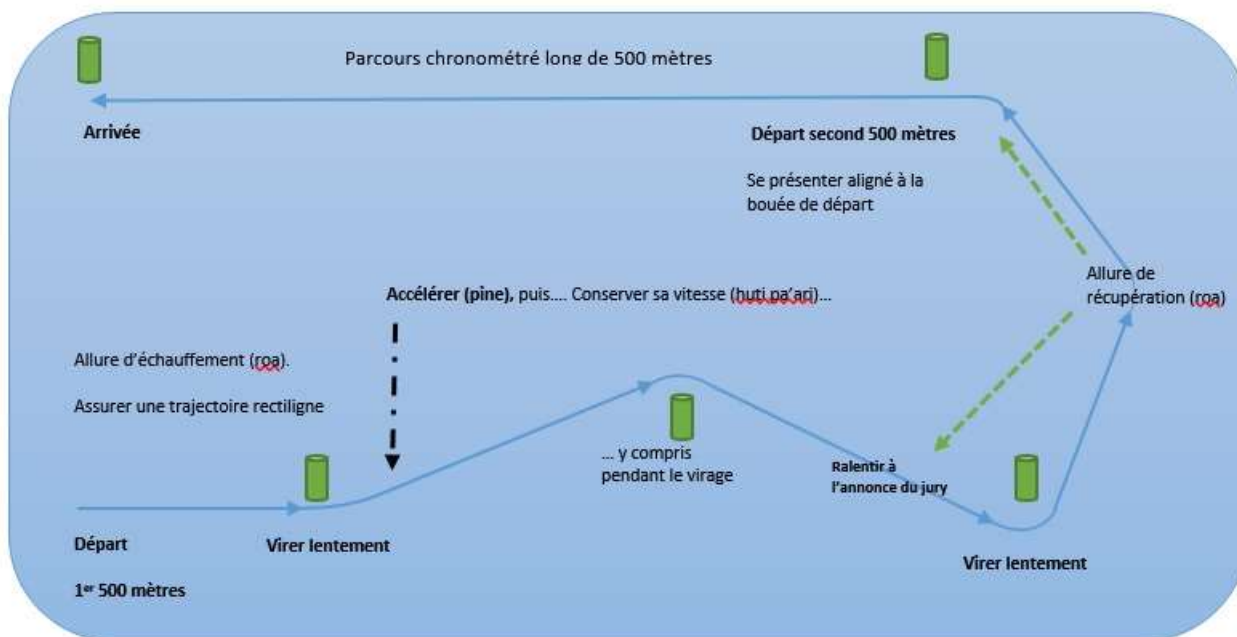 Parcours chronométré long de 500 mètres
Arrivée
Départ second 500 mètres
Se présenter aligné à la
bouée de départ
Allure de
récupération (roa)
Accélérer (pine), puis.... Conserver sa vitesse (huti pa'ari)...
Allure d'échauffement (roa).
Assurer une trajectoire rectiligne
... y compris
pendant le virage
Ralentir à
l'annonce du jury
Départ
Virer lentement
Virer lentement
1er 500 mètres